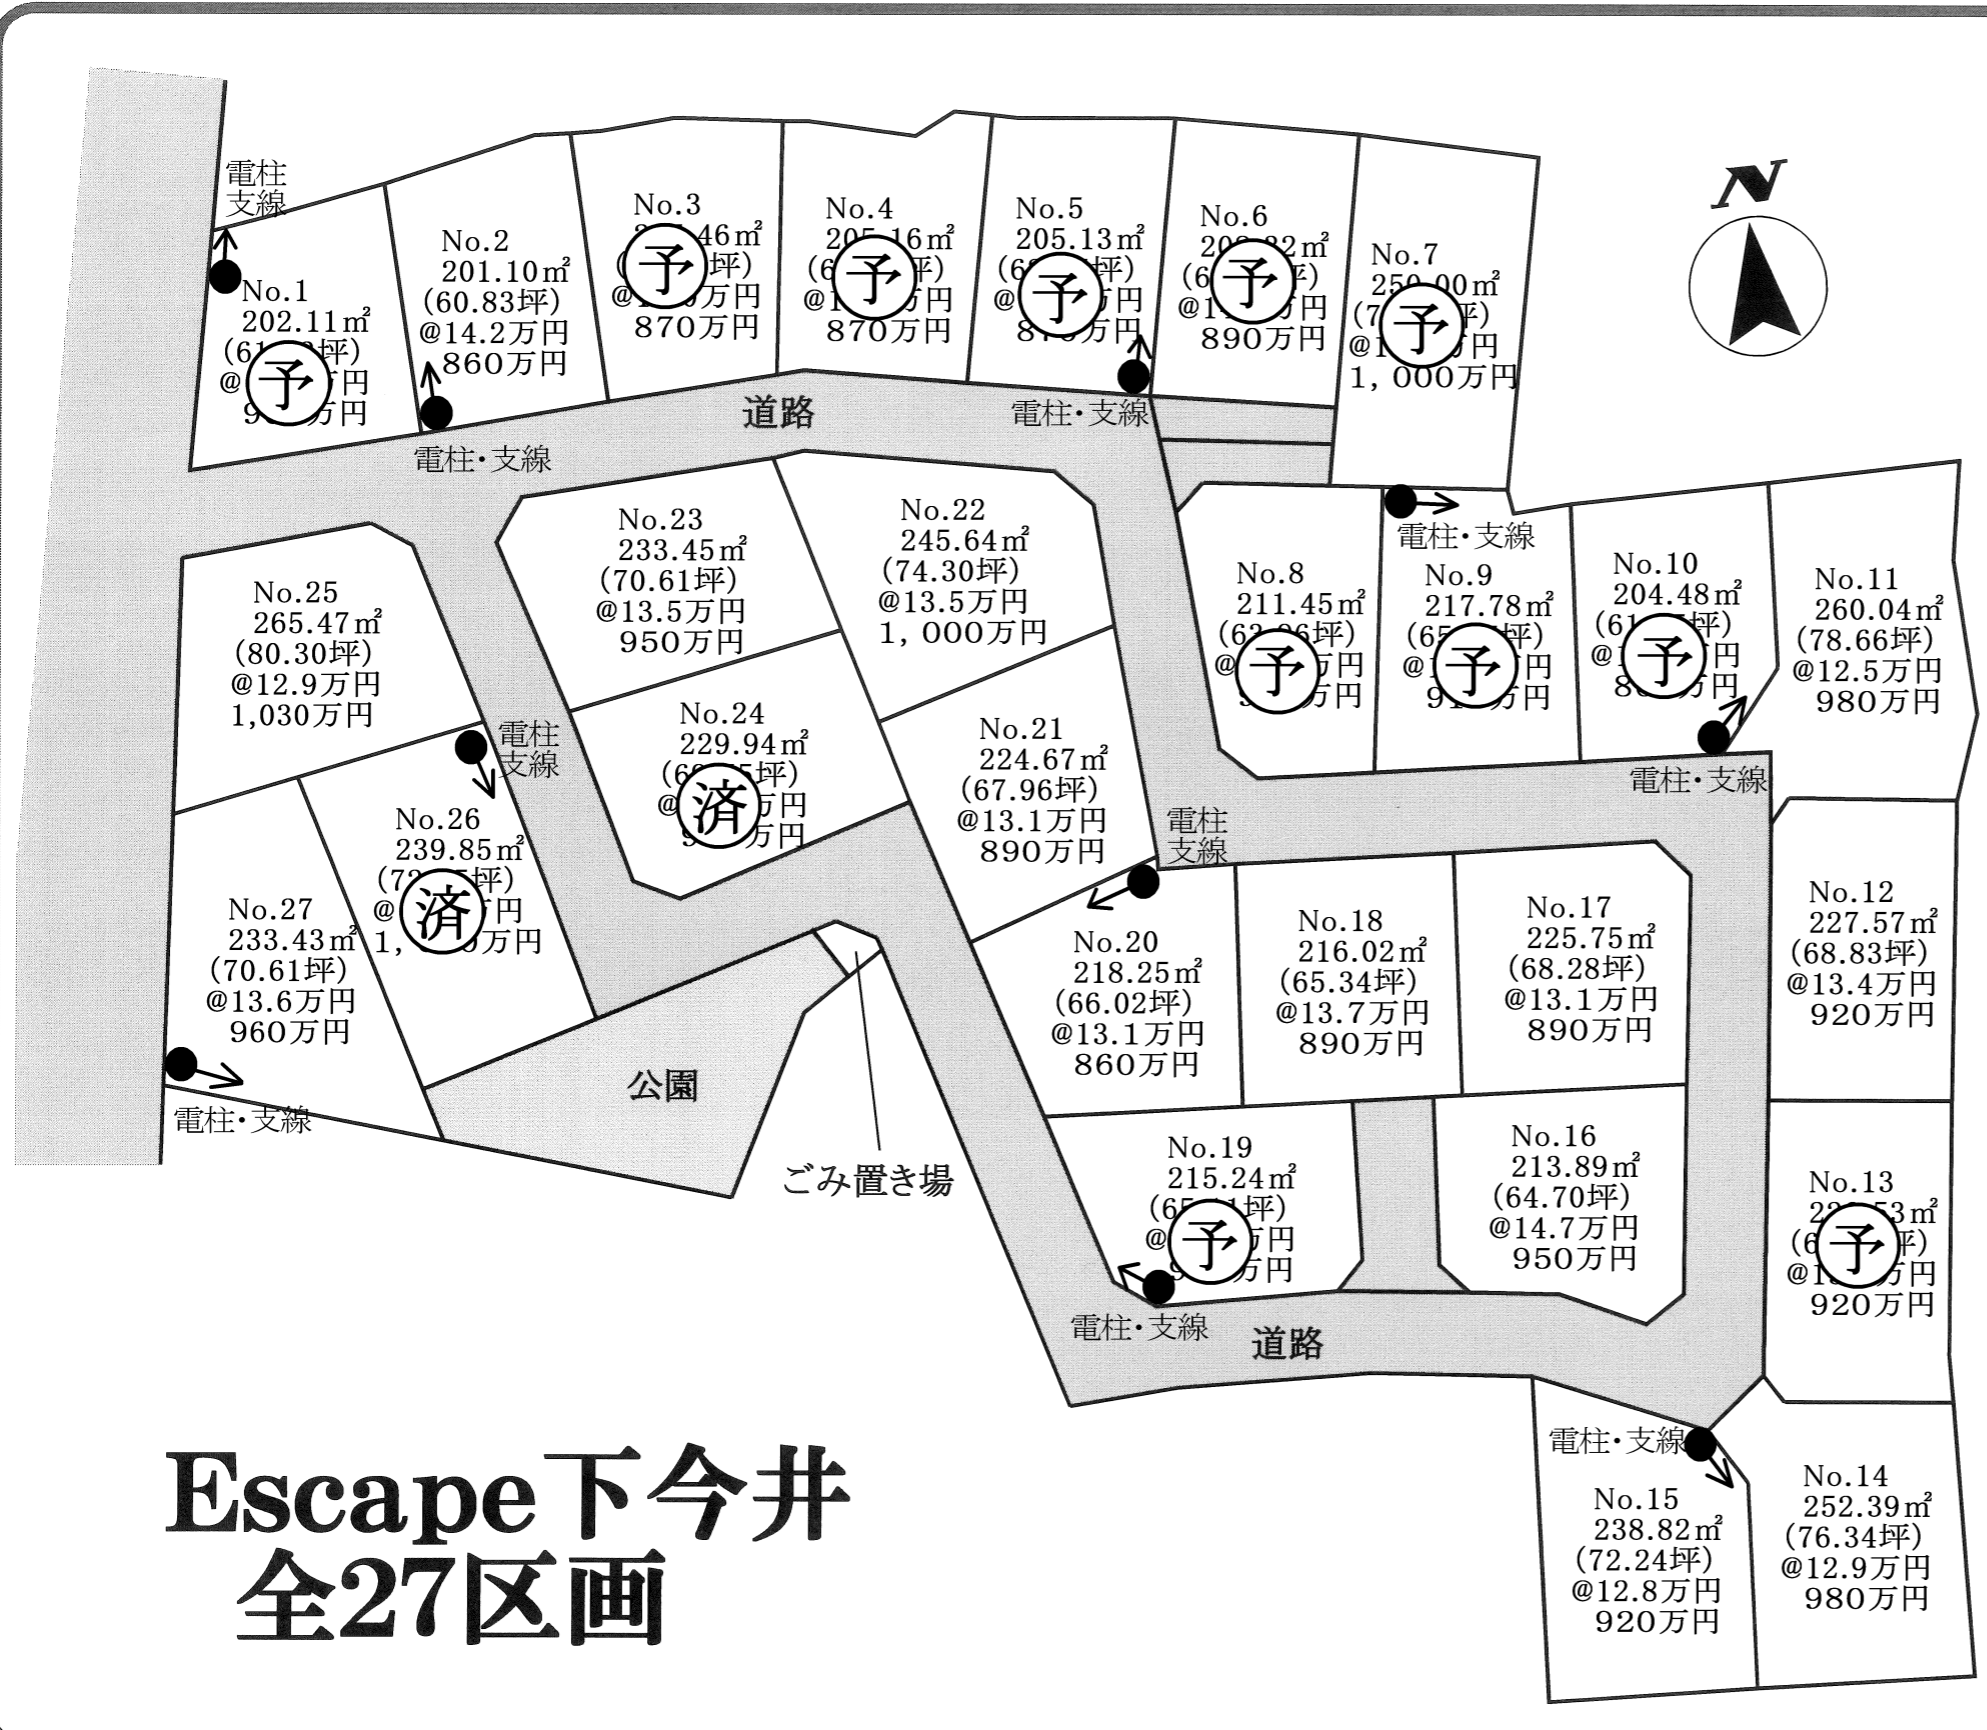 N
電柱
支線
No.1
202.11㎡
予
No.2
201.10㎡
(60.83坪)
@14.2万円
860万円
電柱・支線
No.3
予
870万円
No.4
205.16㎡
予
870万円
No.5
205.13㎡
予
電柱・支線
No.6
予
890万円
No.7
250.00㎡
予
1,000万円
道路
電柱・支線
No.8
211.45㎡
予
No.9
217.78㎡
予
No.10
204.48㎡
予
電柱・支線
No.11
260.04㎡
(78.66坪)
@12.5万円
980万円
No.12
227.57㎡
(68.83坪)
@13.4万円
920万円
No.13
予
920万円
No.14
252.39㎡
(76.34坪)
@12.9万円
980万円
電柱・支線
No.15
238.82㎡
(72.24坪)
@12.8万円
920万円
No.16
213.89㎡
(64.70坪)
@14.7万円
950万円
No.17
225.75㎡
(68.28坪)
@13.1万円
890万円
No.18
216.02㎡
(65.34坪)
@13.7万円
890万円
No.19
215.24㎡
予
電柱・支線
道路
No.20
218.25㎡
(66.02坪)
@13.1万円
860万円
電柱
支線
No.21
224.67㎡
(67.96坪)
@13.1万円
890万円
No.22
245.64㎡
(74.30坪)
@13.5万円
1,000万円
No.23
233.45㎡
(70.61坪)
@13.5万円
950万円
No.24
229.94㎡
済
No.25
265.47㎡
(80.30坪)
@12.9万円
1,030万円
電柱
支線
No.26
239.85㎡
済
No.27
233.43㎡
(70.61坪)
@13.6万円
960万円
電柱・支線
公園
ごみ置き場
Escape下今井
全27区画